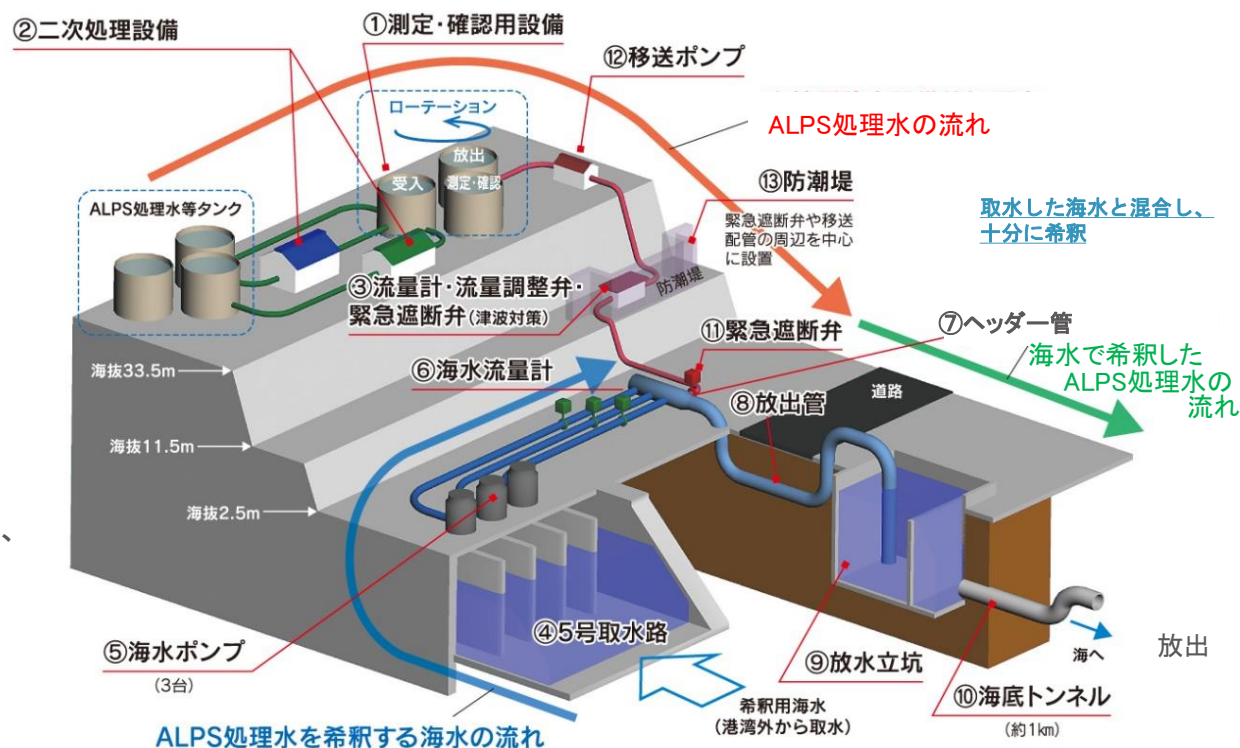 ②二次処理設備
①測定・確認用設備
⑫移送ポンプ
ローテーション
放出
受入
測定・確認
ALPS処理水等タンク
ALPS処理水の流れ
⑬防潮堤
緊急遮断弁や移送
配管の周辺を中心
に設置
防潮堤
取水した海水と混合し、
十分に希釈
③流量計・流量調整弁・
緊急遮断弁(津波対策)
⑪緊急遮断弁
⑦ヘッダー管
海水で希釈した
ALPS処理水の
流れ
⑥海水流量計
海抜33.5m
海抜11.5m
海抜2.5m
⑧放出管
道路
、
④5号取水路
⑤海水ポンプ
(3台)
⑨放水立坑
⑩海底トンネル
(約1km)
海へ
放出
希釈用海水
(港湾外から取水)
ALPS処理水を希釈する海水の流れ